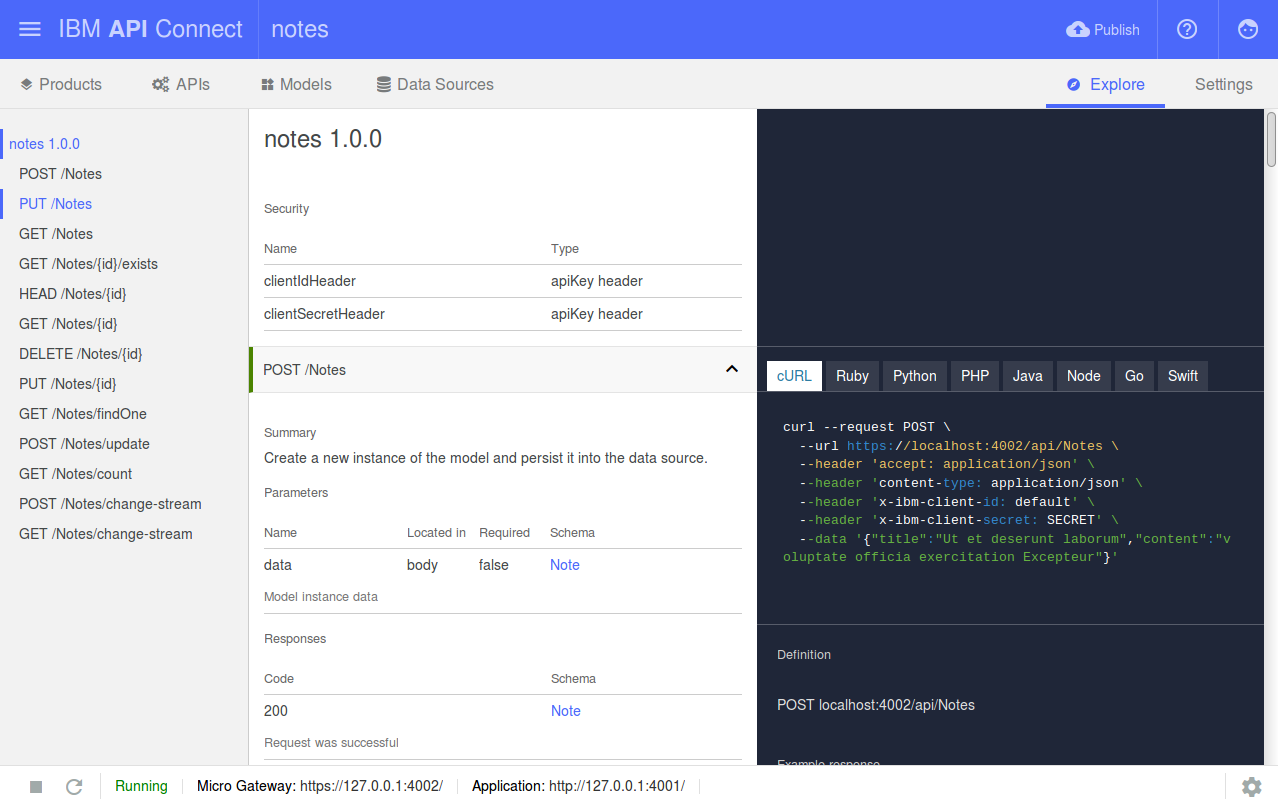 IBM API Connect
notes
Publish
Products
APIs
Models
Data Sources
Explore
Settings
notes 1.0.0
POST /Notes
PUT /Notes
GET /Notes
GET /Notes/{id}/exists
HEAD /Notes/{id}
GET /Notes/{id}
DELETE /Notes/{id}
PUT /Notes/{id}
GET /Notes/findOne
POST /Notes/update
GET /Notes/count
POST /Notes/change-stream
GET /Notes/change-stream
notes 1.0.0
Security
Name Type
clientIdHeader apiKey header
clientSecretHeader apiKey header
POST /Notes
Summary
Create a new instance of the model and persist it into the data source.
Parameters
Name Located in Required Schema
data body false Note
Model instance data
Responses
Code Schema
200 Note
Request was successful
cURL Ruby Python PHP Java Node Go Swift
curl --request POST \
--url https://localhost:4002/api/Notes \
--header 'accept: application/json' \
--header 'content-type: application/json' \
--header 'x-ibm-client-id: default' \
--header 'x-ibm-client-secret: SECRET' \
--data '{"title":"Ut et deserunt laborum","content":"v
oluptate officia exercitation Excepteur"}'
Definition
POST localhost:4002/api/Notes
Example response
Running
Micro Gateway: https://127.0.0.1:4002/
Application: http://127.0.0.1:4001/